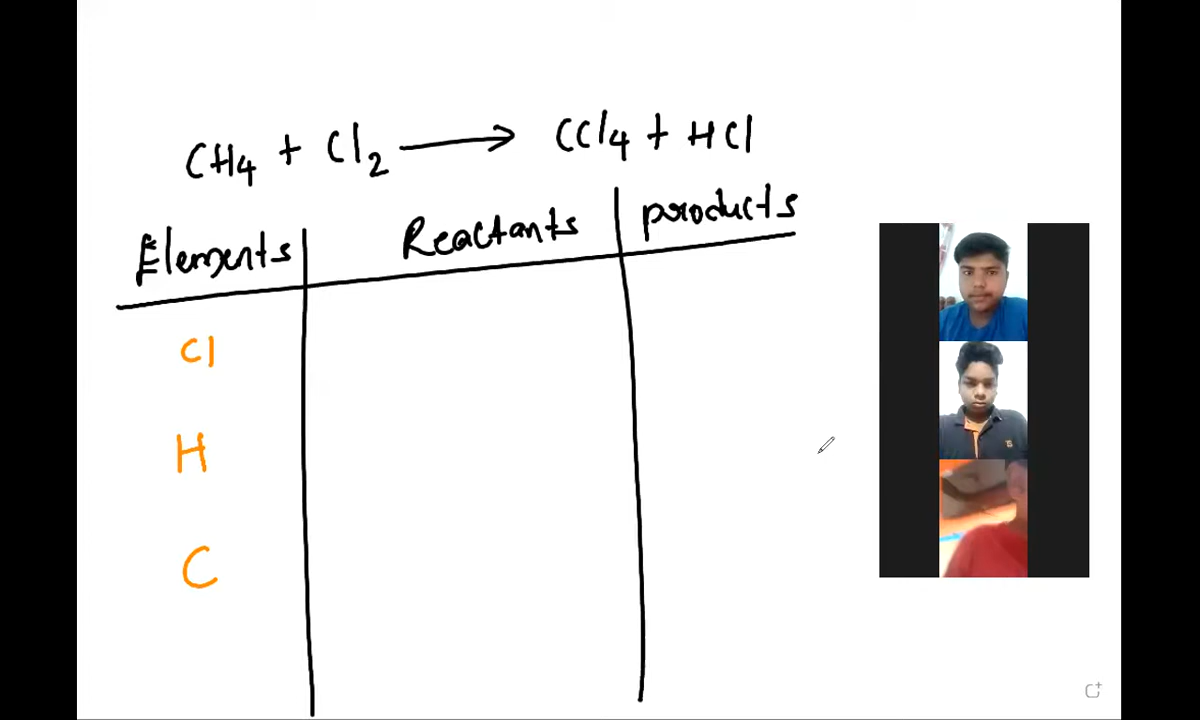 CH4 + Cl2 → CCl4 + HCl
Elements Reactants products
Cl
H
C